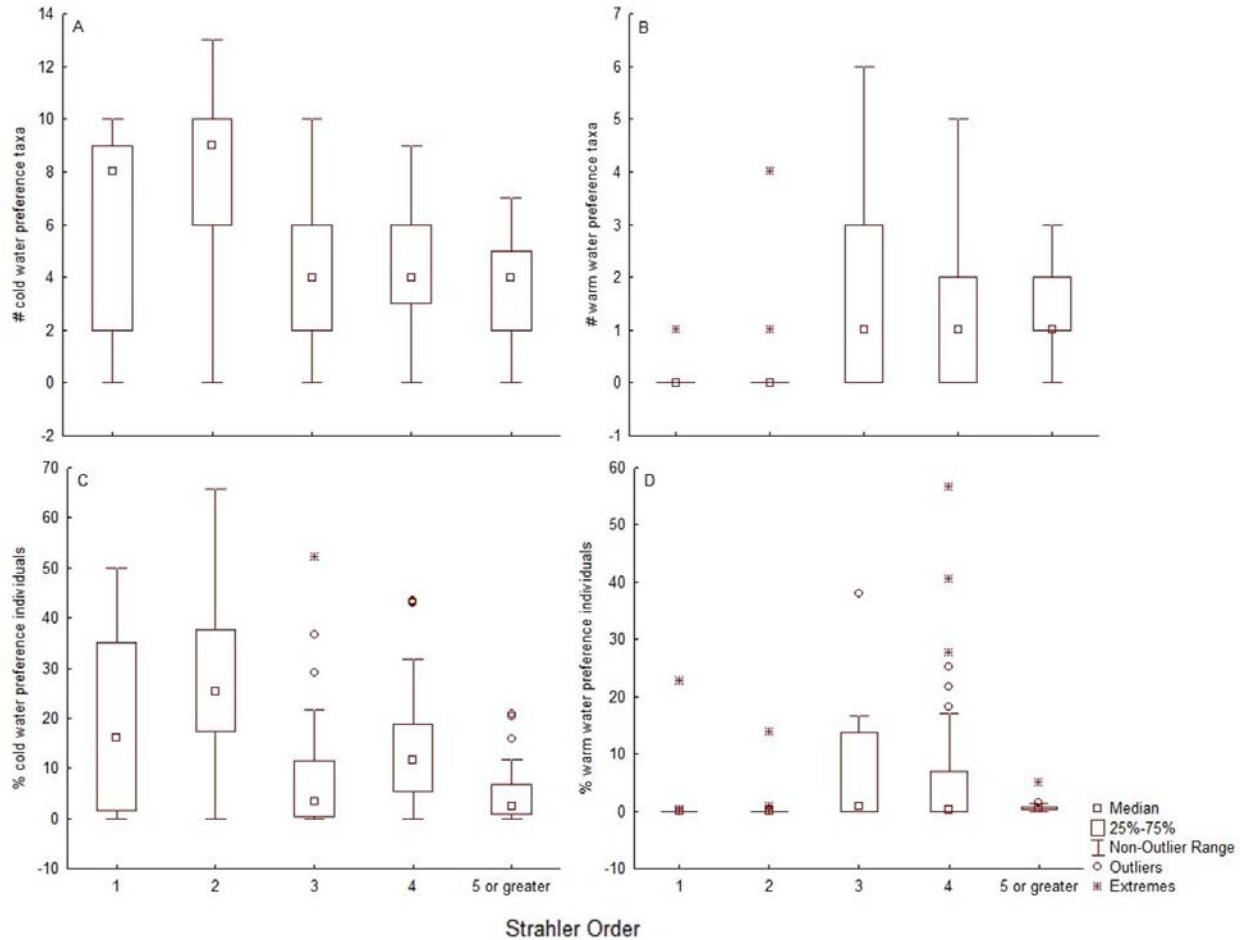 A
# cold water preference taxa
14
12
10
8
6
4
2
0
-2
B
# warm water preference taxa
7
6
5
4
3
2
1
0
-1
C
% cold water preference individuals
70
60
50
40
30
20
10
0
-10
1 2 3 4 5 or greater
D
% warm water preference individuals
60
50
40
30
20
10
0
-10
1 2 3 4 5 or greater
Median
25%-75%
Non-Outlier Range
Outliers
Extremes
Strahler Order